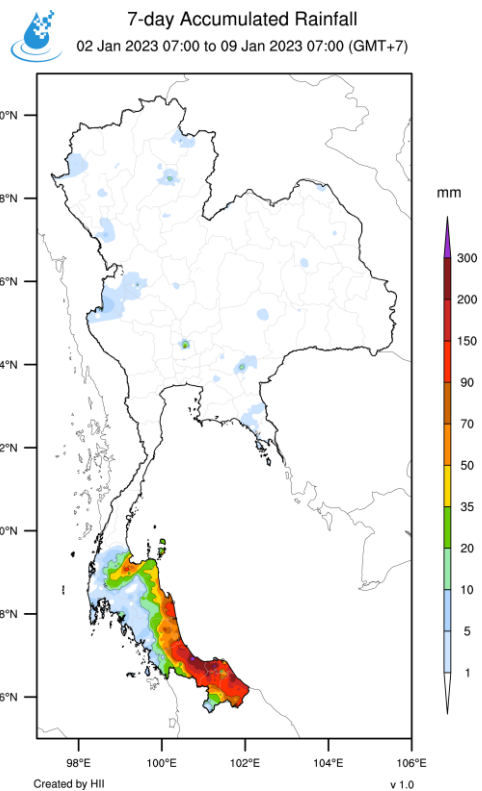 7-day Accumulated Rainfall
02 Jan 2023 07:00 to 09 Jan 2023 07:00 (GMT+7)
mm
300
200
150
90
70
50
35
20
10
5
1
0°N
8°N
6°N
4°N
2°N
0°N
8°N
6°N
98°E 100°E 102°E 104°E 106°E
Created by HII v 1.0